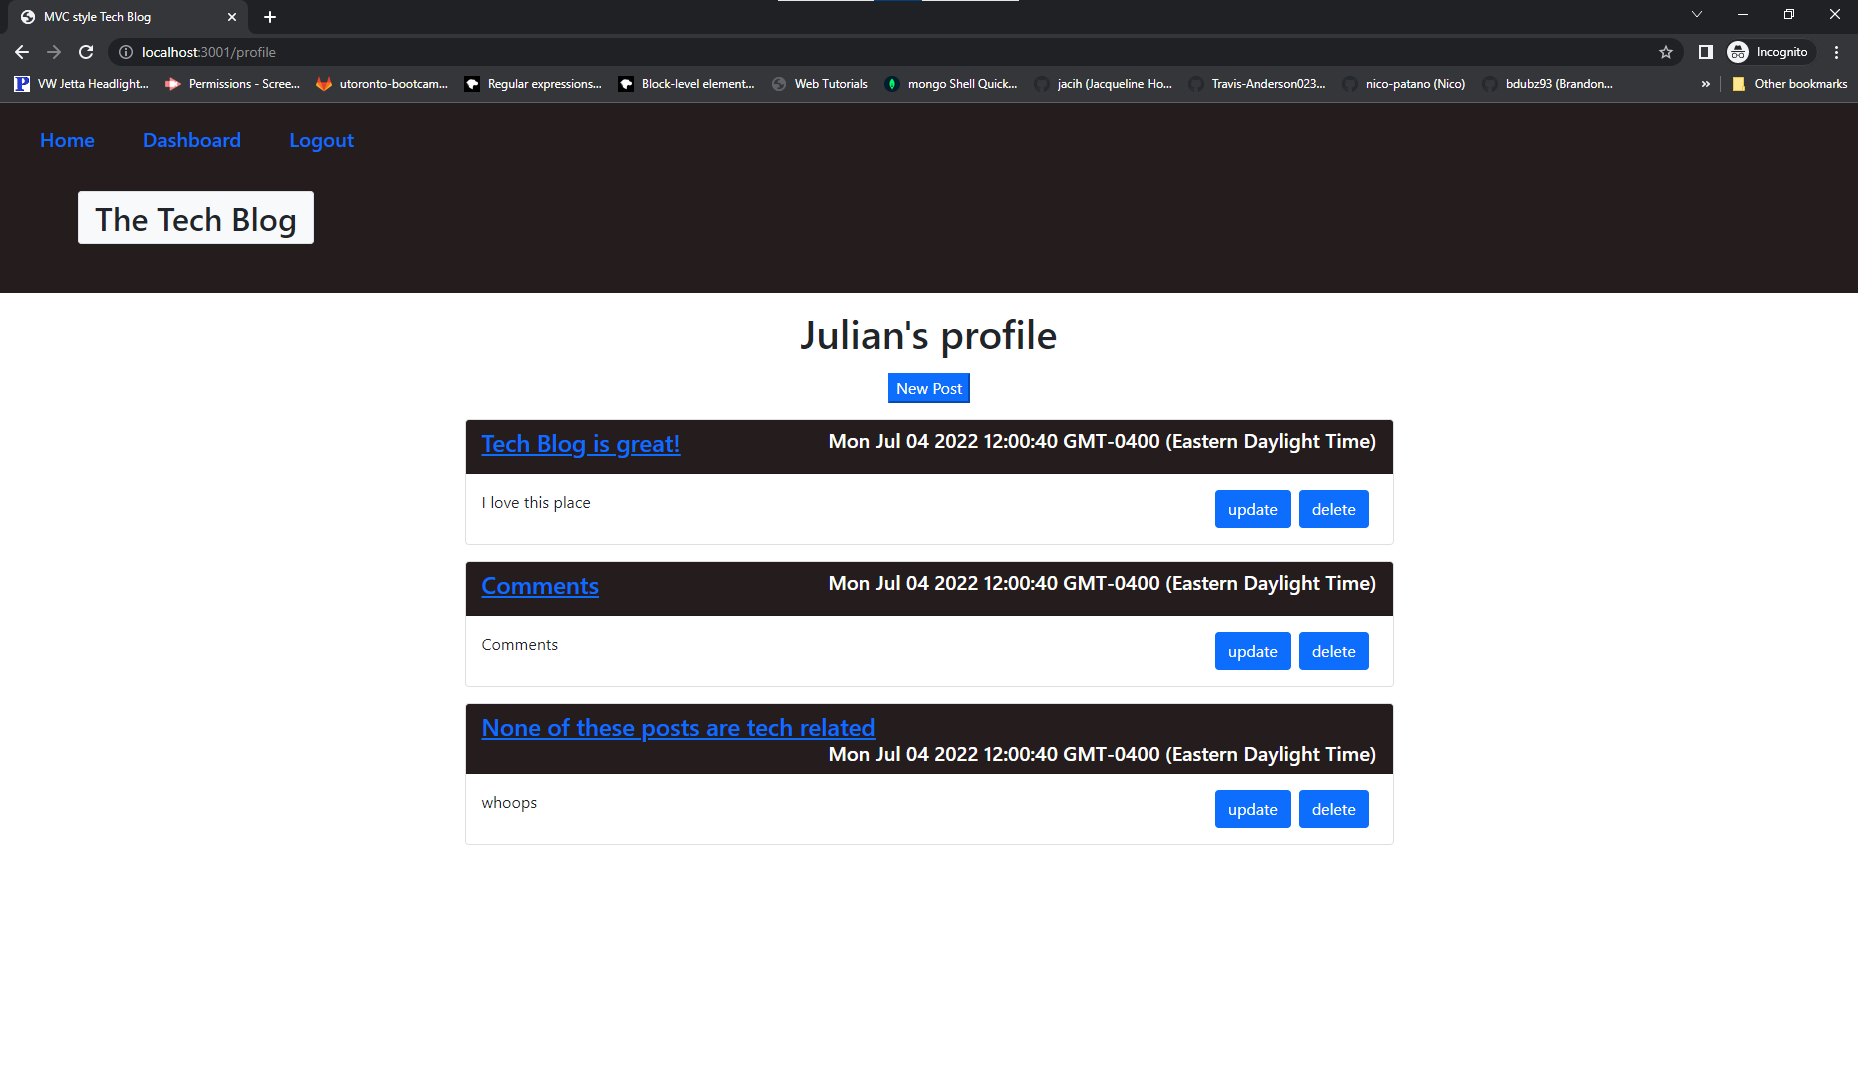 MVC style Tech Blog
localhost:3001/profile
Incognito
VW Jetta Headlight... Permissions - Scree... utoronto-bootcam... Regular expressions... Block-level element... Web Tutorials mongo Shell Quick... jacih (Jacqueline Ho... Travis-Anderson023... nico-patano (Nico) bdubz93 (Brandon... » Other bookmarks
Home Dashboard Logout
The Tech Blog
Julian's profile
New Post
Tech Blog is great! Mon Jul 04 2022 12:00:40 GMT-0400 (Eastern Daylight Time)
I love this place update delete
Comments Mon Jul 04 2022 12:00:40 GMT-0400 (Eastern Daylight Time)
Comments update delete
None of these posts are tech related
Mon Jul 04 2022 12:00:40 GMT-0400 (Eastern Daylight Time)
whoops update delete